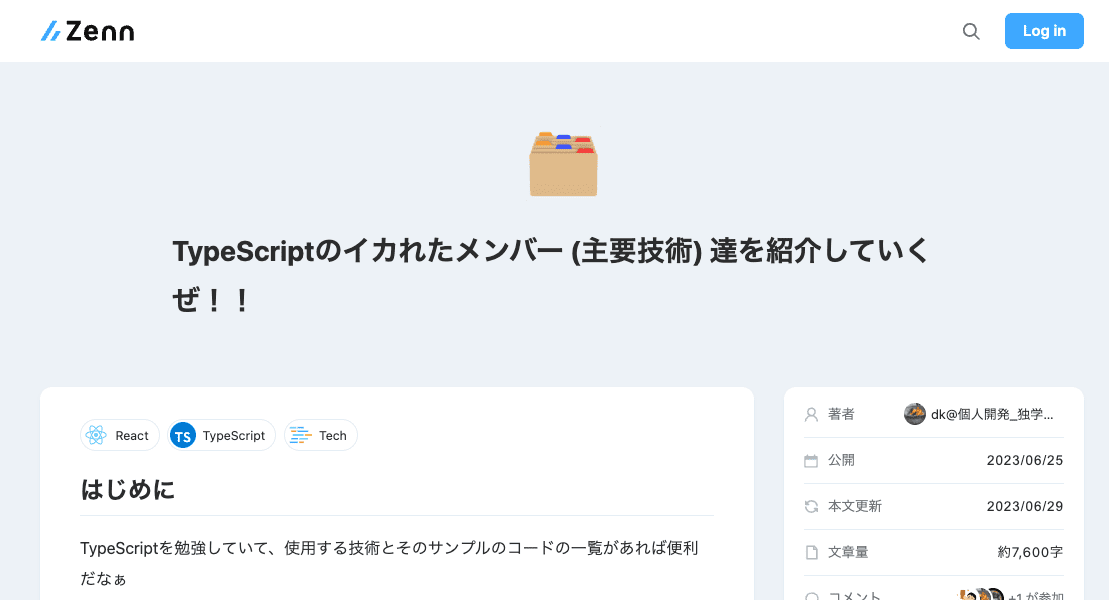 Zenn
Log in
TypeScriptのイカれたメンバー (主要技術) 達を紹介していく
ぜ！！
React
TS
TypeScript
Tech
はじめに
TypeScriptを勉強していて、使用する技術とそのサンプルのコードの一覧があれば便利
だなぁ
著者 dk@個人開発_独学...
公開 2023/06/25
本文更新 2023/06/29
文章量 約7,600字
コメント +1 が参加